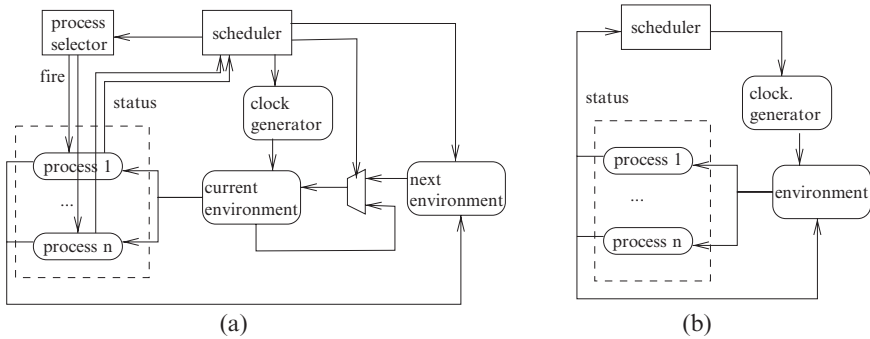 process
selector
scheduler
fire
status
clock
generator
process 1
...
process n
current
environment
next
environment
(a)
scheduler
status
clock.
generator
process 1
...
process n
environment
(b)